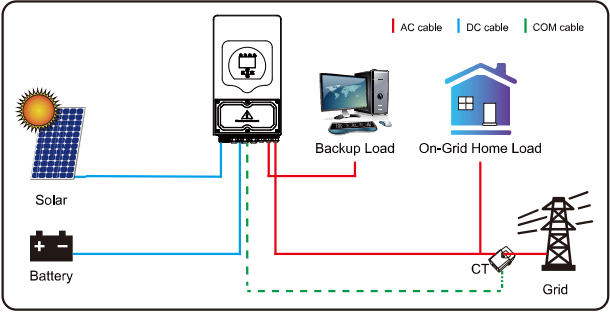 AC cable
DC cable
COM cable
Backup Load
On-Grid Home Load
Solar
Battery
CT
Grid